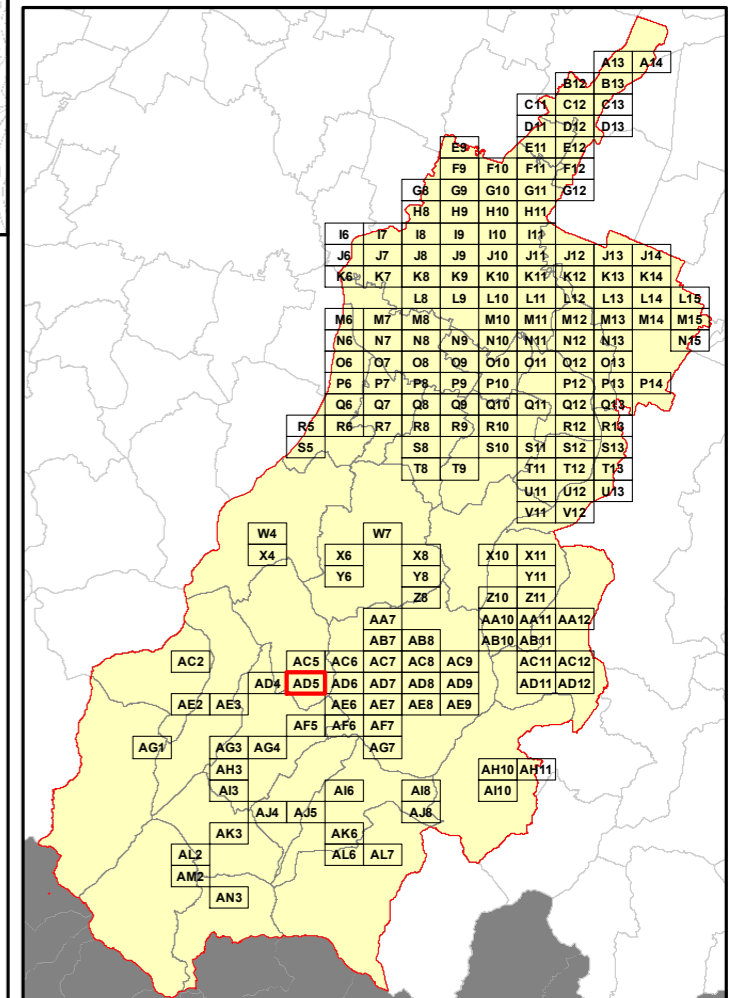 A13 A14
B12 B13
C11 C12 C13
D11 D12 D13
E9 E11 E12
F9 F10 F11 F12
G8 G9 G10 G11 G12
H8 H9 H10 H11
I6 I7 I8 I9 I10 I11
J6 J7 J8 J9 J10 J11 J12 J13 J14
K6 K7 K8 K9 K10 K11 K12 K13 K14
L8 L9 L10 L11 L12 L13 L14 L15
M6 M7 M8 M10 M11 M12 M13 M14 M15
N6 N7 N8 N9 N10 N11 N12 N13 N15
O6 O7 O8 O9 O10 O11 O12 O13
P6 P7 P8 P9 P10 P12 P13 P14
Q6 Q7 Q8 Q9 Q10 Q11 Q12 Q13
R5 R6 R7 R8 R9 R10 R12 R13
S5 S8 S10 S11 S12 S13
T8 T9 T11 T12 T13
U11 U12 U13
V11 V12
W4 W7
X4 X6 X8 X10 X11
Y6 Y8 Y11
Z8 Z10 Z11
AA7 AA10 AA11 AA12
AB7 AB8 AB10 AB11
AC2 AC5 AC6 AC7 AC8 AC9 AC11 AC12
AD4 AD5 AD6 AD7 AD8 AD9 AD11 AD12
AE2 AE3 AE6 AE7 AE8 AE9
AF5 AF6 AF7
AG1 AG3 AG4 AG7
AH3 AH10 AH11
AI3 AI6 AI8 AI10
AJ4 AJ5 AJ8
AK3 AK6
AL2 AL6 AL7
AM2
AN3